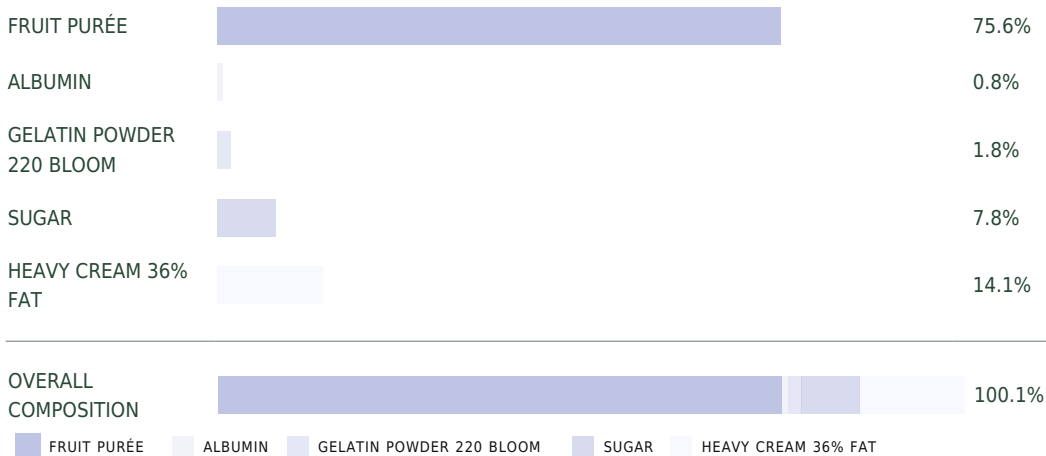 FRUIT PURÉE 75.6%
ALBUMIN 0.8%
GELATIN POWDER
220 BLOOM 1.8%
SUGAR 7.8%
HEAVY CREAM 36%
FAT 14.1%
OVERALL
COMPOSITION 100.1%
FRUIT PURÉE ALBUMIN GELATIN POWDER 220 BLOOM SUGAR HEAVY CREAM 36% FAT